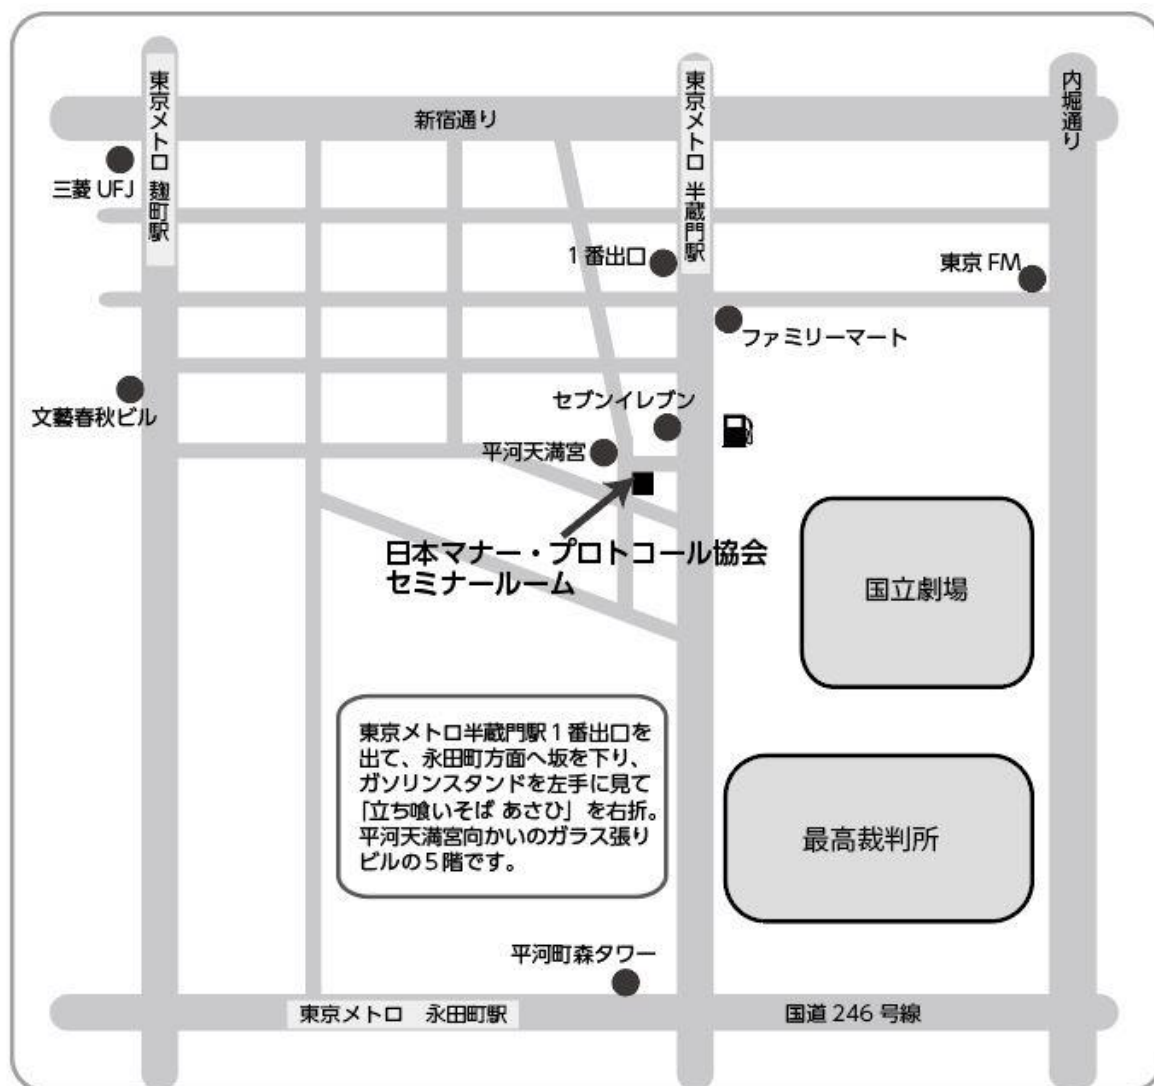 東京メトロ 麹町駅
新宿通り
東京メトロ 半蔵門駅
内堀通り
三菱 UFJ
1番出口
東京 FM
ファミリーマート
文藝春秋ビル
セブンイレブン
平河天満宮
日本マナー・プロトコール協会
セミナールーム
国立劇場
東京メトロ半蔵門駅1番出口を
出て、永田町方面へ坂を下り、
ガソリンスタンドを左手に見て
「立ち喰いそば あさひ」を右折。
平河天満宮向かいのガラス張り
ビルの5階です。
最高裁判所
平河町森タワー
東京メトロ 永田町駅
国道246号線